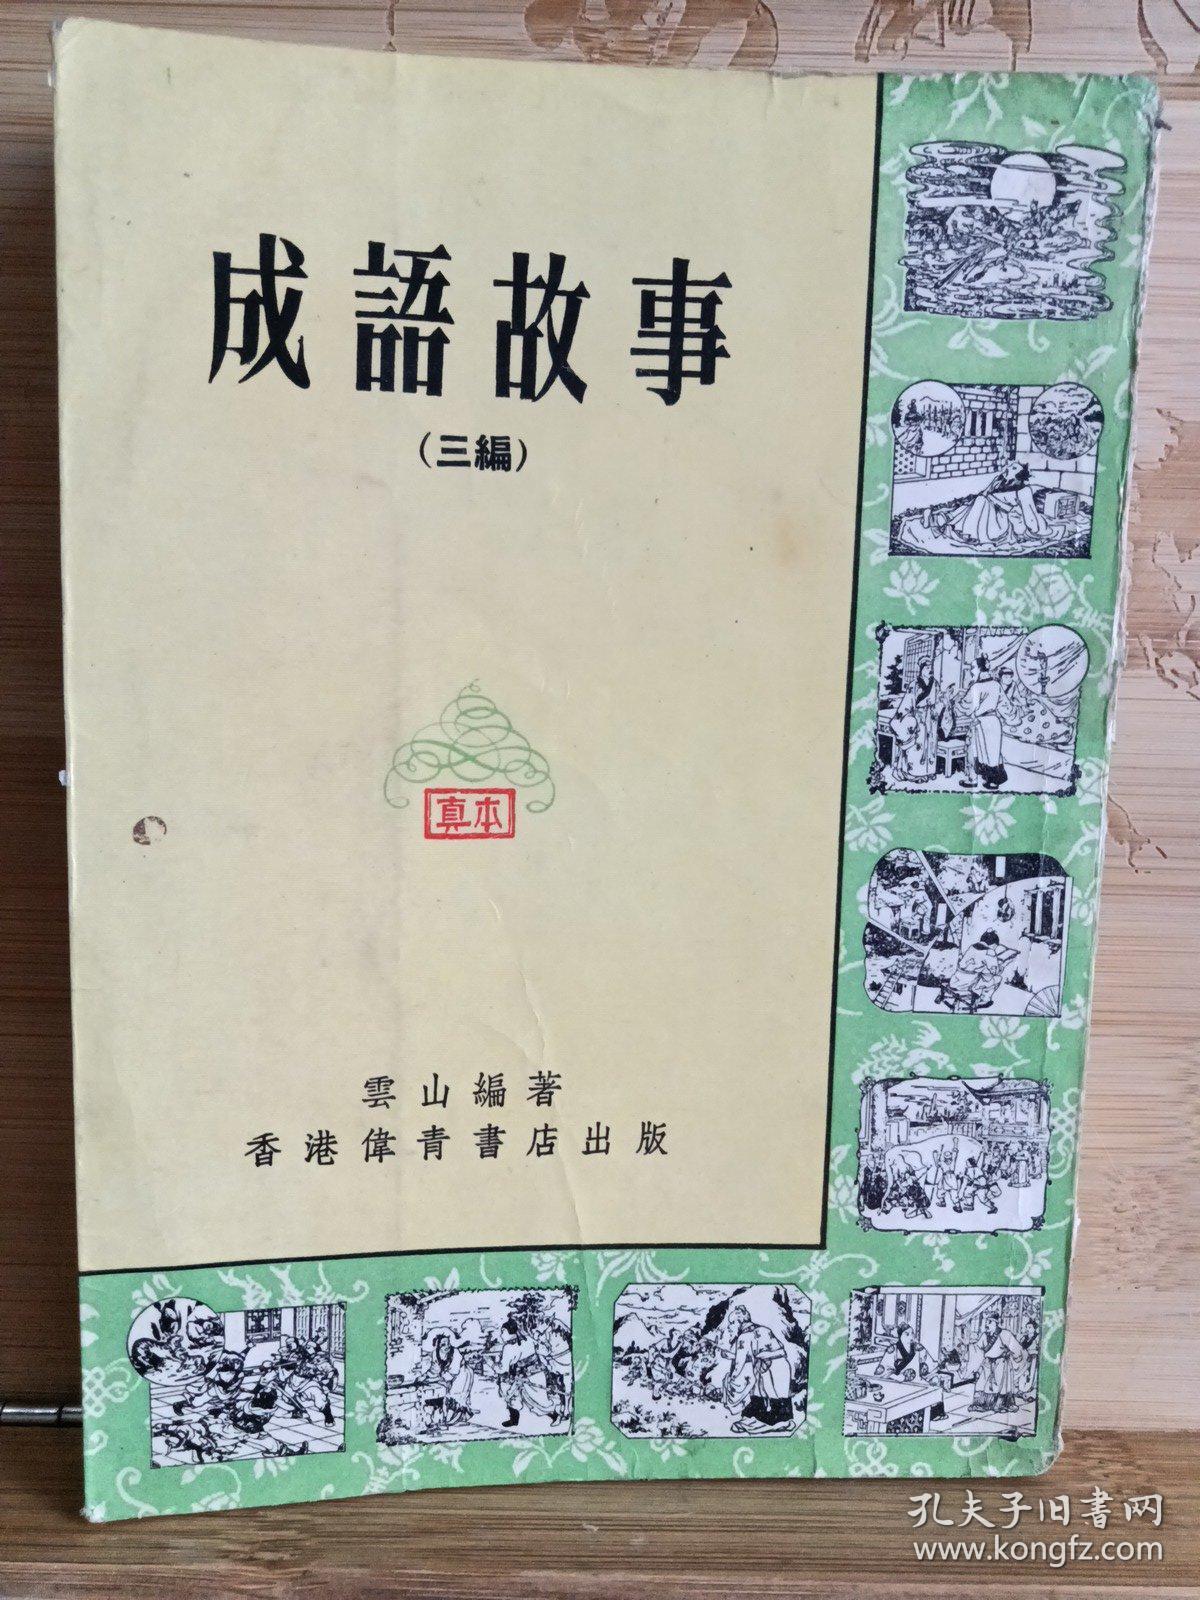 成語故事
（三編）
真本
雲山編著
香港偉青書店出版
孔夫子旧书网
www.kongfz.com